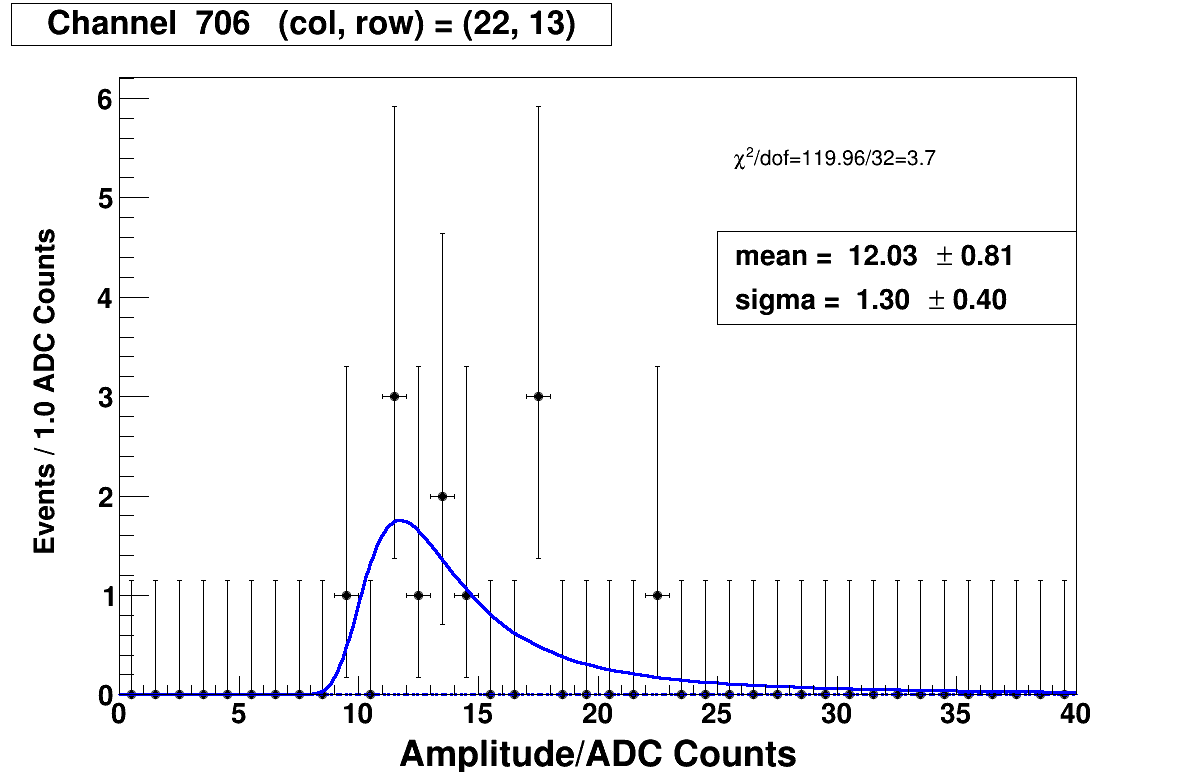 Channel 706 (col, row) = (22, 13)
6
5
4
3
2
1
0
Events / 1.0 ADC Counts
χ²/dof=119.96/32=3.7
mean = 12.03 ± 0.81
sigma = 1.30 ± 0.40
0 5 10 15 20 25 30 35 40
Amplitude/ADC Counts